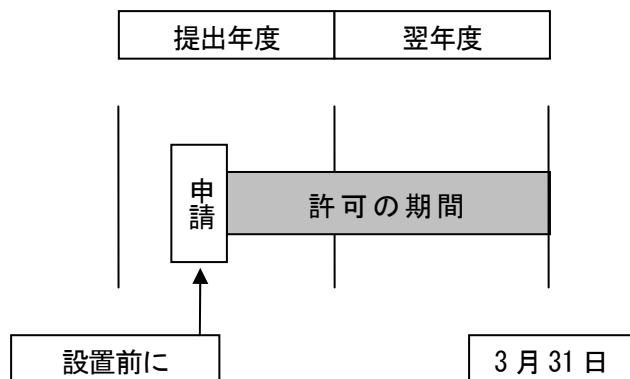 提出年度
翌年度
申請
許可の期間
設置前に
3月31日